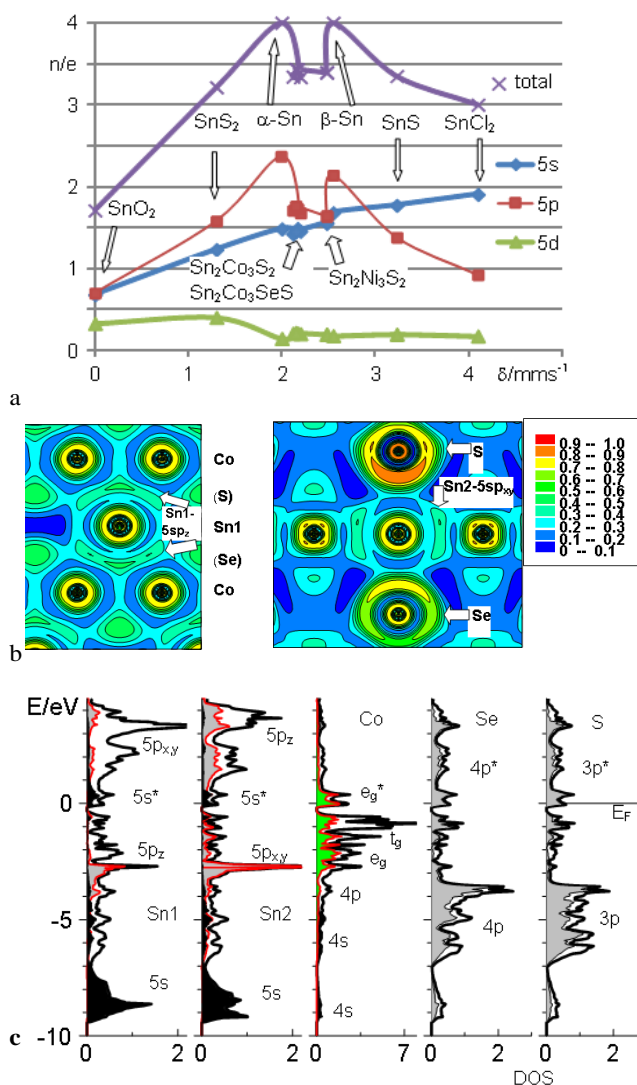 4
n/e
3
2
1
0
total
SnS2 α-Sn β-Sn SnS SnCl2
5s
5p
5d
SnO2
Sn2Co3S2
Sn2Co3SeS
Sn2Ni3S2
0 1 2 3 4 δ/mms-1
a
Co
(S)
Sn1-5spz
Sn1
(Se)
Co
S
Sn2-5spxy
Se
0.9 -- 1.0
0.8 -- 0.9
0.7 -- 0.8
0.6 -- 0.7
0.5 -- 0.6
0.4 -- 0.5
0.3 -- 0.4
0.2 -- 0.3
0.1 -- 0.2
0 -- 0.1
b
E/eV
0
-5
-10
5px,y
5s*
5pz
Sn1
5s
0 2
5pz
5s*
5px,y
Sn2
5s
0 2
Co
eg*
tg
eg
4p
4s
4s
0 7
Se
4p*
4p
S
3p*
EF
3p
DOS
c